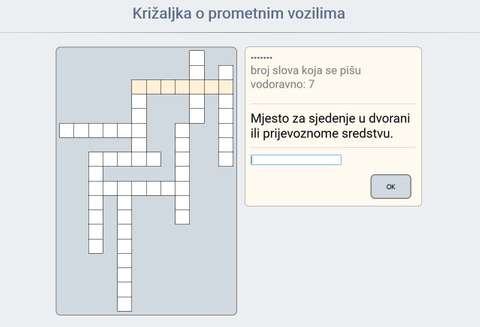 Križaljka o prometnim vozilima
•••••••
broj slova koja se pišu
vodoravno: 7
Mjesto za sjedenje u dvorani
ili prijevoznome sredstvu.
OK